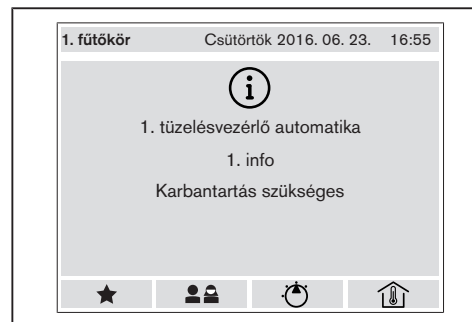 1. fűtőkör Csütörtök 2016. 06. 23. 16:55
1. tüzelésvezérlő automatika
1. info
Karbantartás szükséges